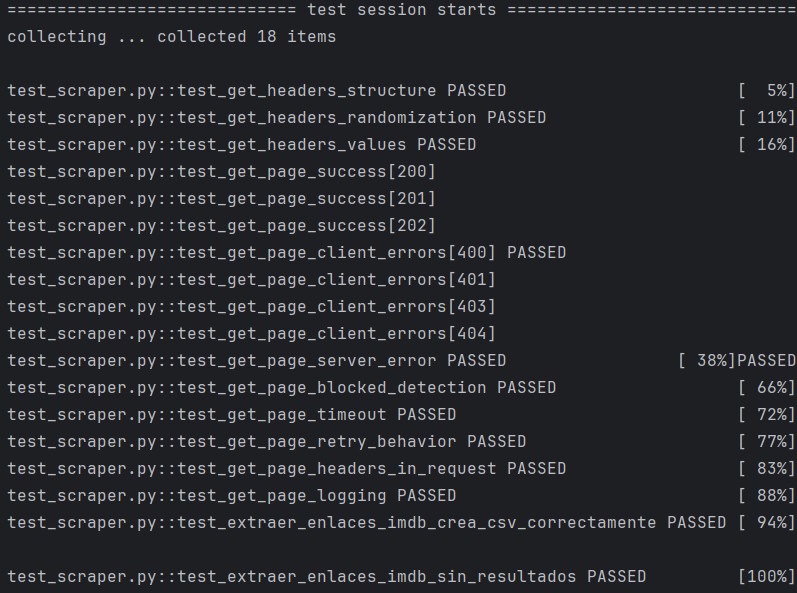 ============================= test session starts =============================
collecting ... collected 18 items
test_scraper.py::test_get_headers_structure PASSED                       [  5%]
test_scraper.py::test_get_headers_randomization PASSED                   [ 11%]
test_scraper.py::test_get_headers_values PASSED                          [ 16%]
test_scraper.py::test_get_page_success[200]
test_scraper.py::test_get_page_success[201]
test_scraper.py::test_get_page_success[202]
test_scraper.py::test_get_page_client_errors[400] PASSED
test_scraper.py::test_get_page_client_errors[401]
test_scraper.py::test_get_page_client_errors[403]
test_scraper.py::test_get_page_client_errors[404]
test_scraper.py::test_get_page_server_error PASSED                 [ 38%]PASSED
test_scraper.py::test_get_page_blocked_detection PASSED                  [ 66%]
test_scraper.py::test_get_page_timeout PASSED                            [ 72%]
test_scraper.py::test_get_page_retry_behavior PASSED                     [ 77%]
test_scraper.py::test_get_page_headers_in_request PASSED                 [ 83%]
test_scraper.py::test_get_page_logging PASSED                            [ 88%]
test_scraper.py::test_extraer_enlaces_imdb_crea_csv_correctamente PASSED [ 94%]
test_scraper.py::test_extraer_enlaces_imdb_sin_resultados PASSED         [100%]